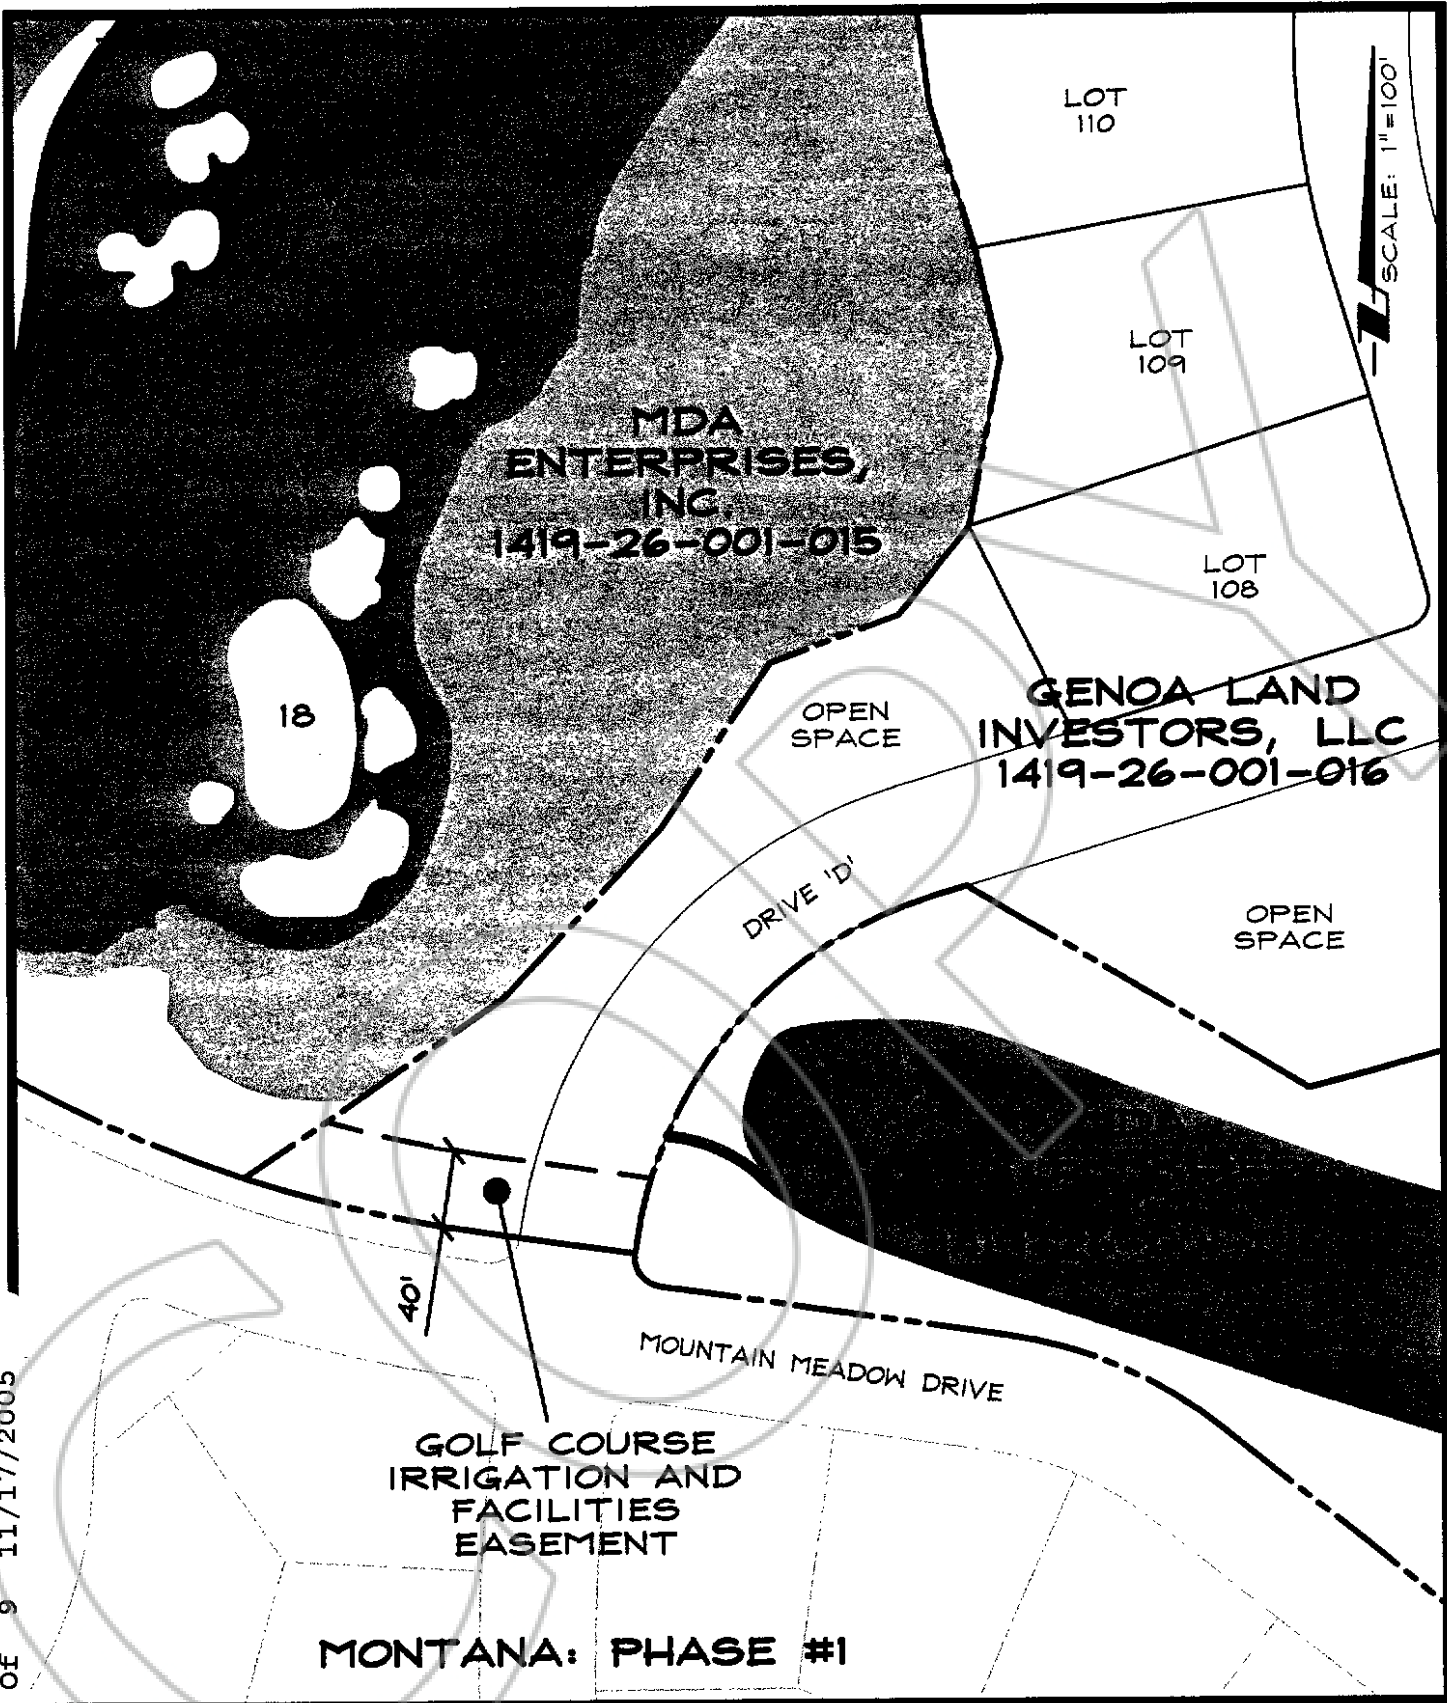 LOT
110
SCALE: 1"=100'
LOT
109
MDA
ENTERPRISES,
INC.
1419-26-001-015
LOT
108
18
OPEN
SPACE
GENOA LAND
INVESTORS, LLC
1419-26-001-016
DRIVE 'D'
OPEN
SPACE
40'
MOUNTAIN MEADOW DRIVE
GOLF COURSE
IRRIGATION AND
FACILITIES
EASEMENT
MONTANA: PHASE #1
Of 9 11/17/2005
COPY